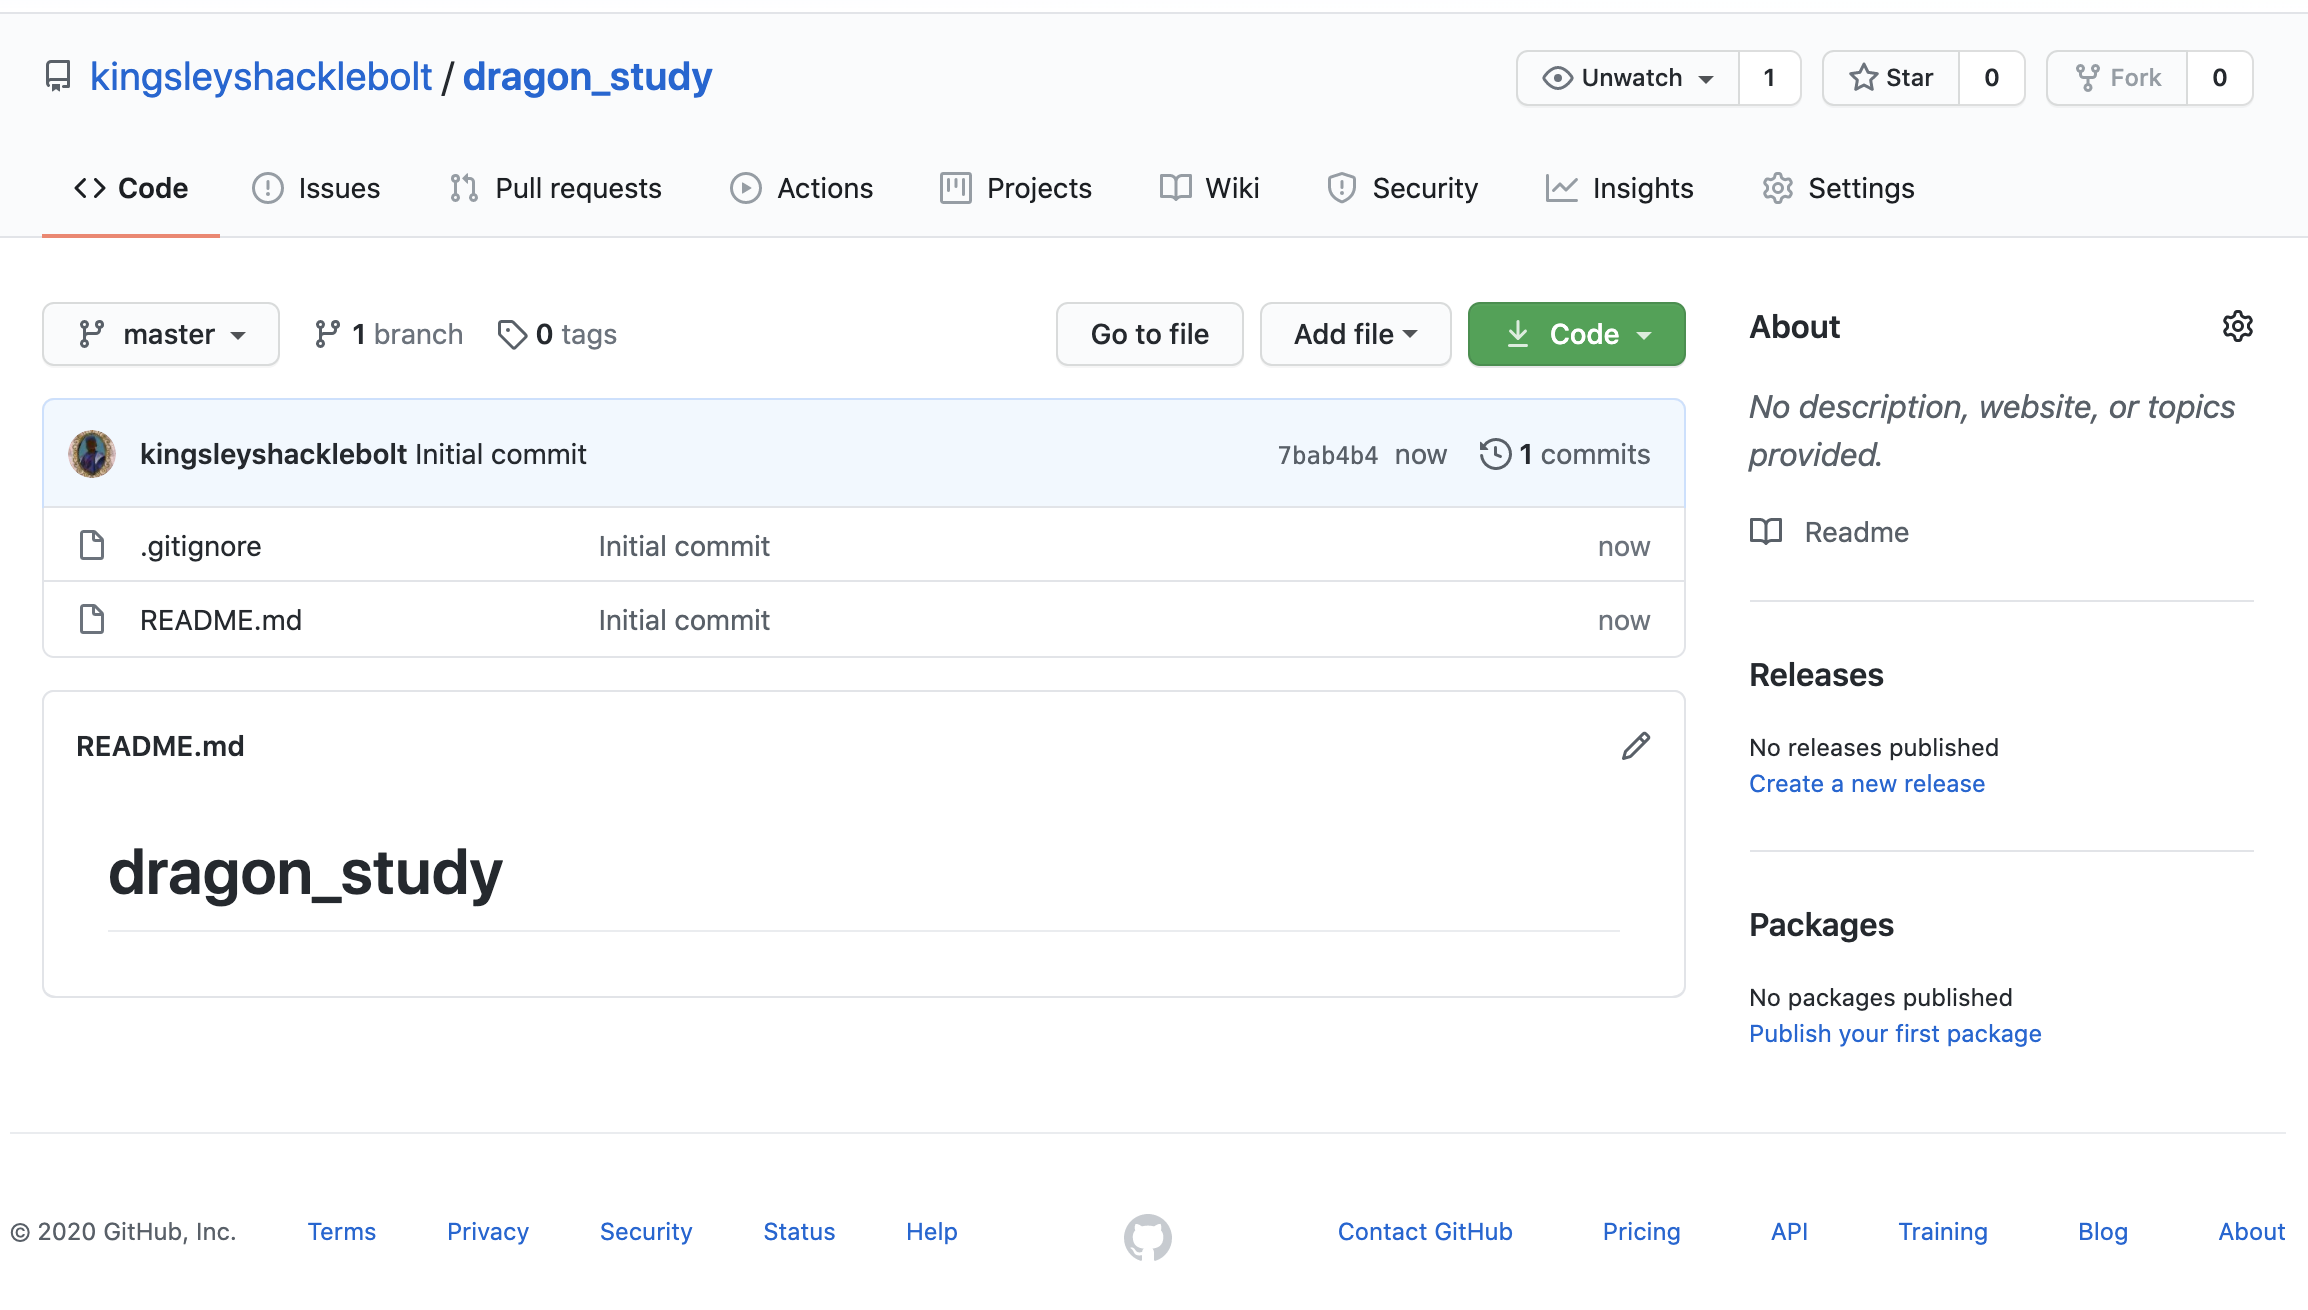 kingsleyshacklebolt / dragon_study
Unwatch 1
Star 0
Fork 0
Code Issues Pull requests Actions Projects Wiki Security Insights Settings
master 1 branch 0 tags
Go to file Add file Code
kingsleyshacklebolt Initial commit 7bab4b4 now 1 commits
.gitignore Initial commit now
README.md Initial commit now
README.md
dragon_study
About
No description, website, or topics
provided.
Readme
Releases
No releases published
Create a new release
Packages
No packages published
Publish your first package
© 2020 GitHub, Inc. Terms Privacy Security Status Help Contact GitHub Pricing API Training Blog About